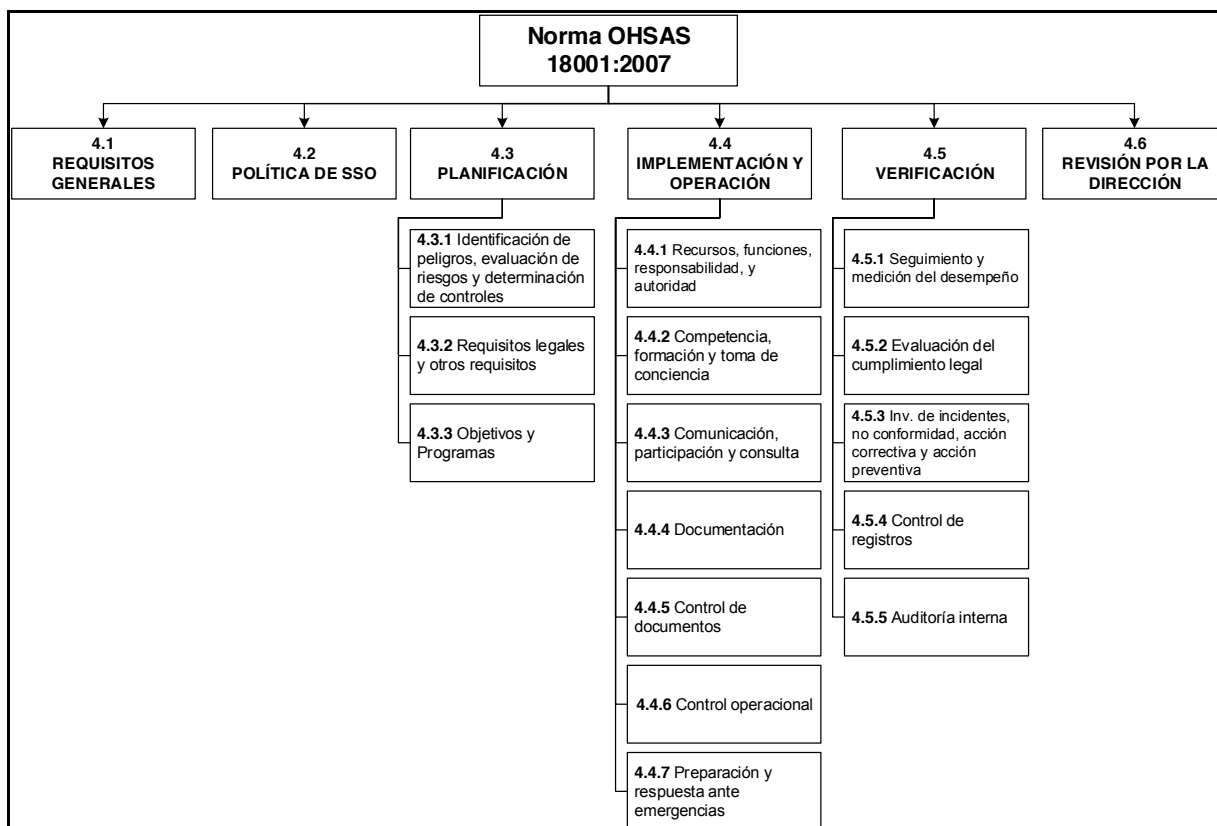 Norma OHSAS
18001:2007
4.1
REQUISITOS
GENERALES
4.2
POLÍTICA DE SSO
4.3
PLANIFICACIÓN
4.4
IMPLEMENTACIÓN Y
OPERACIÓN
4.5
VERIFICACIÓN
4.6
REVISIÓN POR LA
DIRECCIÓN
4.3.1 Identificación de
peligros, evaluación de
riesgos y determinación
de controles
4.3.2 Requisitos legales
y otros requisitos
4.3.3 Objetivos y
Programas
4.4.1 Recursos, funciones,
responsabilidad, y
autoridad
4.4.2 Competencia,
formación y toma de
conciencia
4.4.3 Comunicación,
participación y consulta
4.4.4 Documentación
4.4.5 Control de
documentos
4.4.6 Control operacional
4.4.7 Preparación y
respuesta ante
emergencias
4.5.1 Seguimiento y
medición del desempeño
4.5.2 Evaluación del
cumplimiento legal
4.5.3 Inv. de incidentes,
no conformidad, acción
correctiva y acción
preventiva
4.5.4 Control de
registros
4.5.5 Auditoría interna